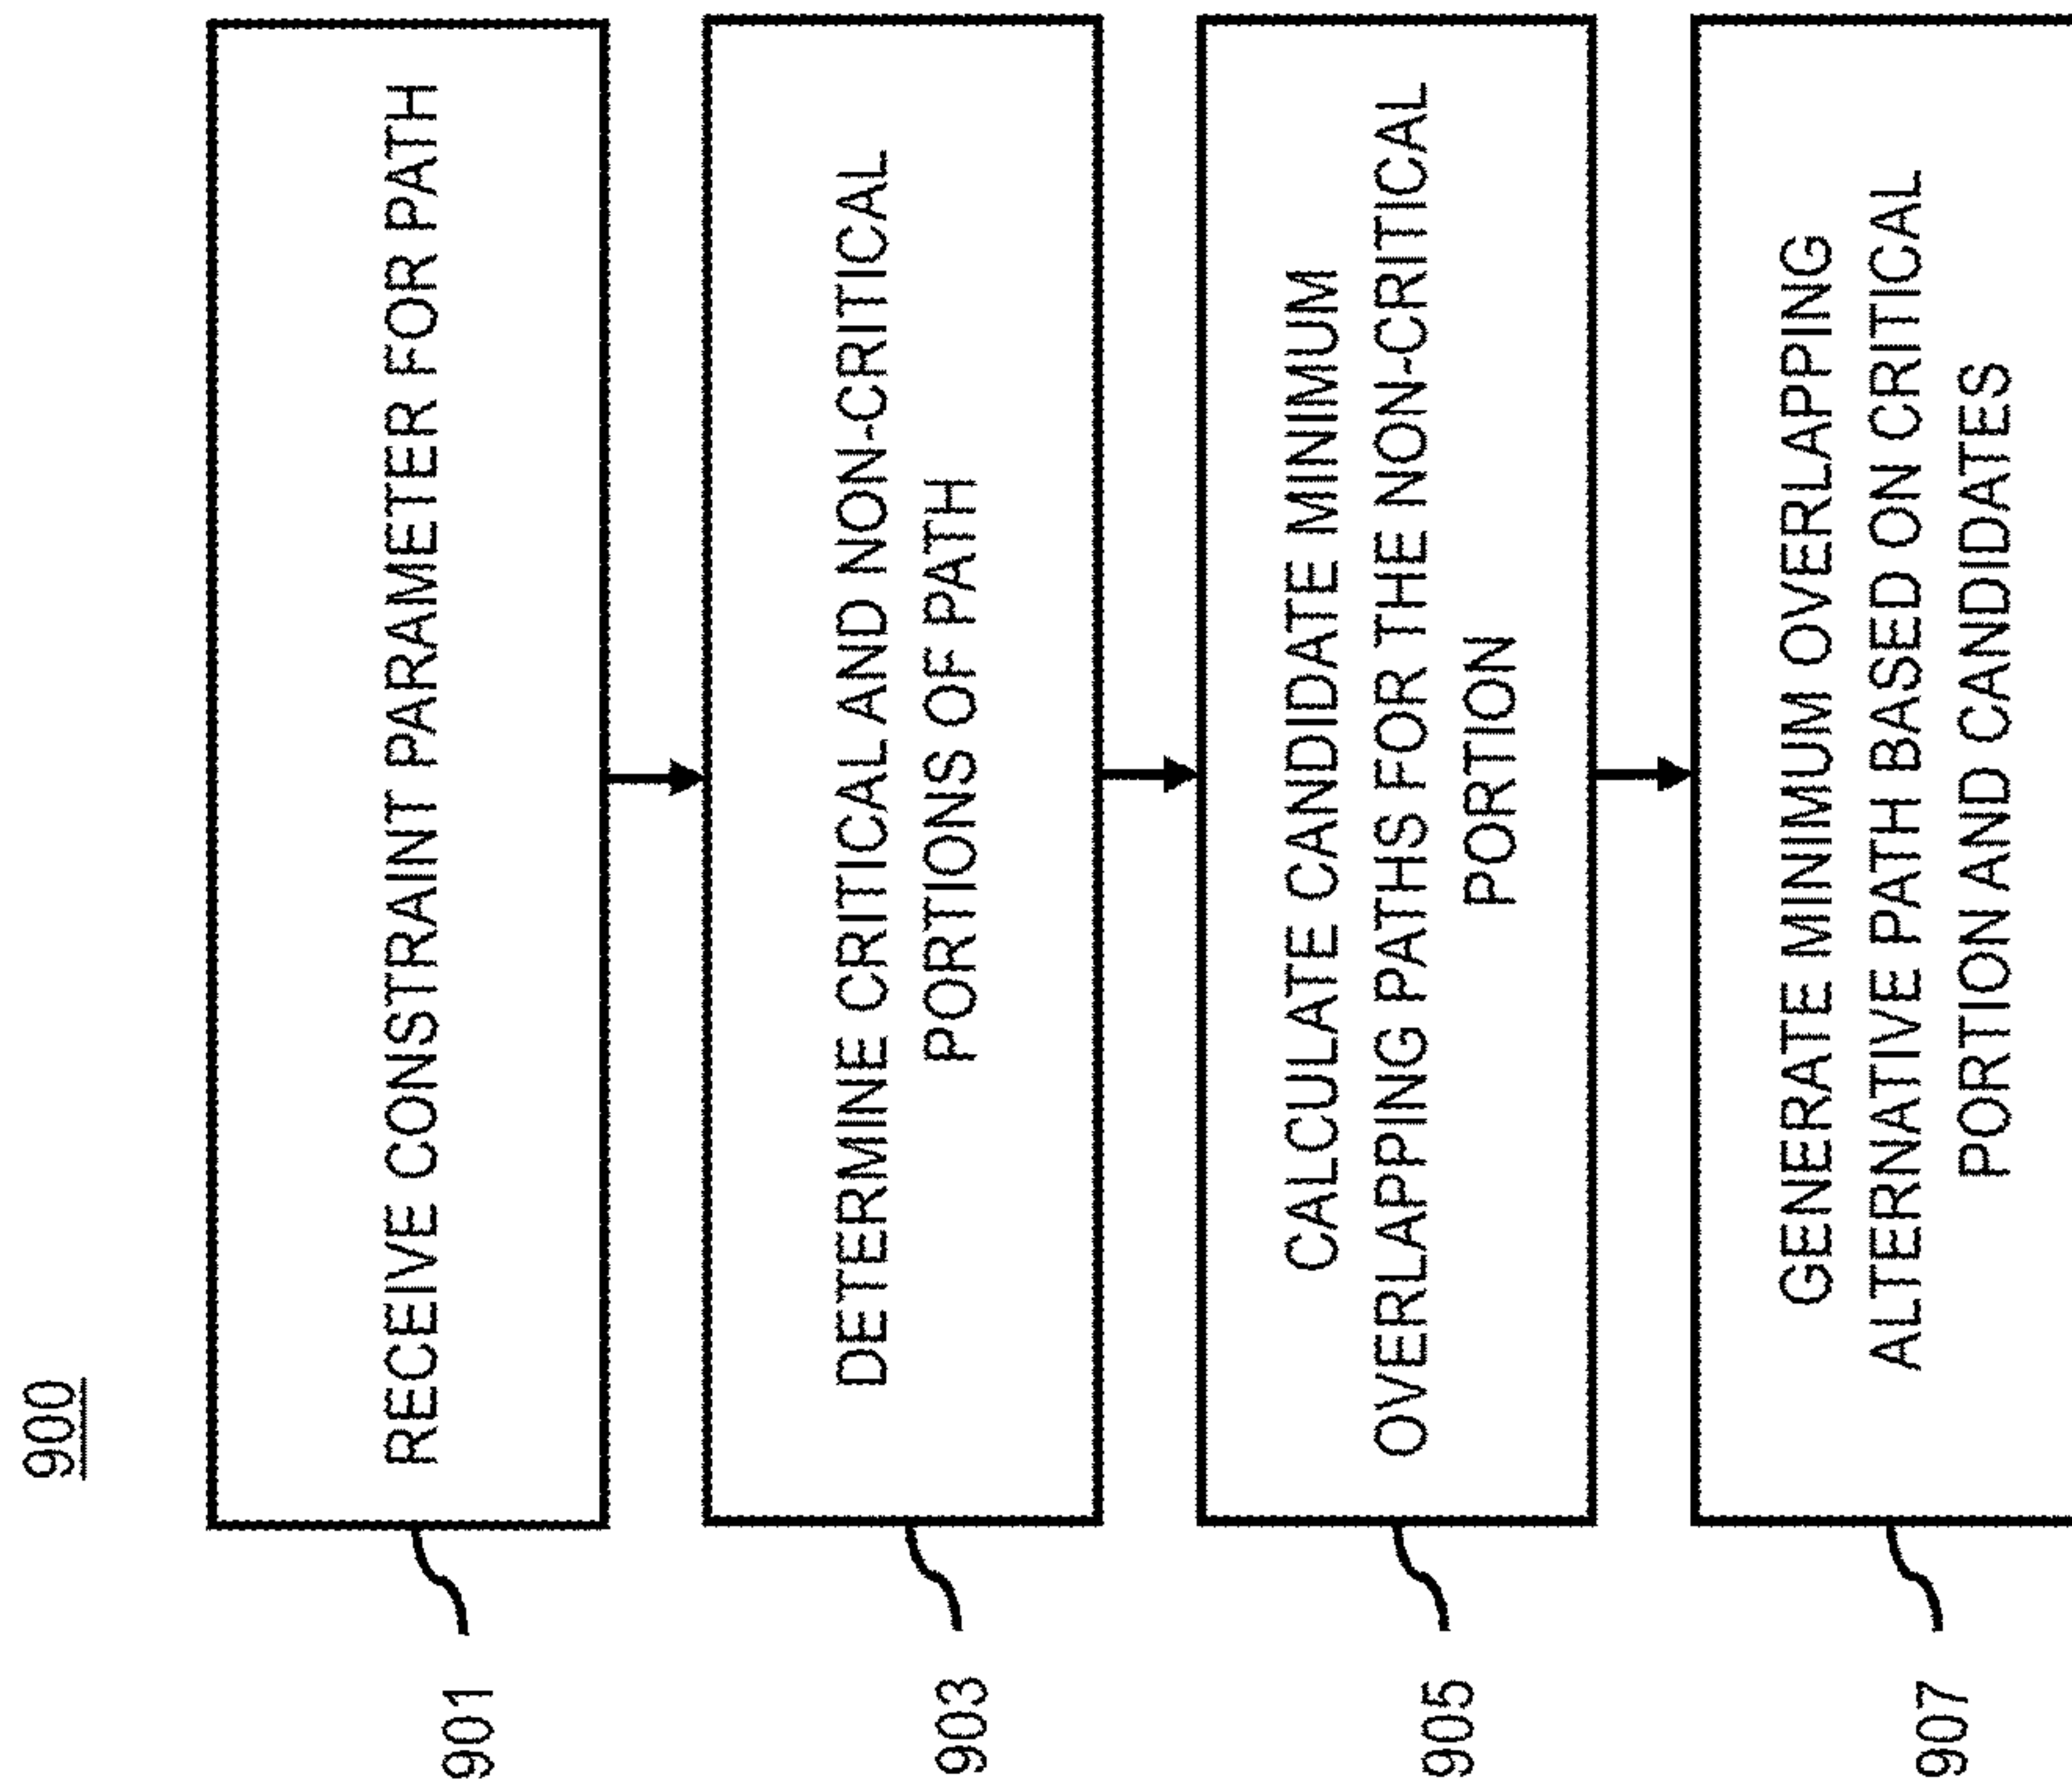 900
901
RECEIVE CONSTRAINT PARAMETER FOR PATH
903
DETERMINE CRITICAL AND NON-CRITICAL
PORTIONS OF PATH
905
CALCULATE CANDIDATE MINIMUM
OVERLAPPING PATHS FOR THE NON-CRITICAL
PORTION
907
GENERATE MINIMUM OVERLAPPING
ALTERNATIVE PATH BASED ON CRITICAL
PORTION AND CANDIDATES